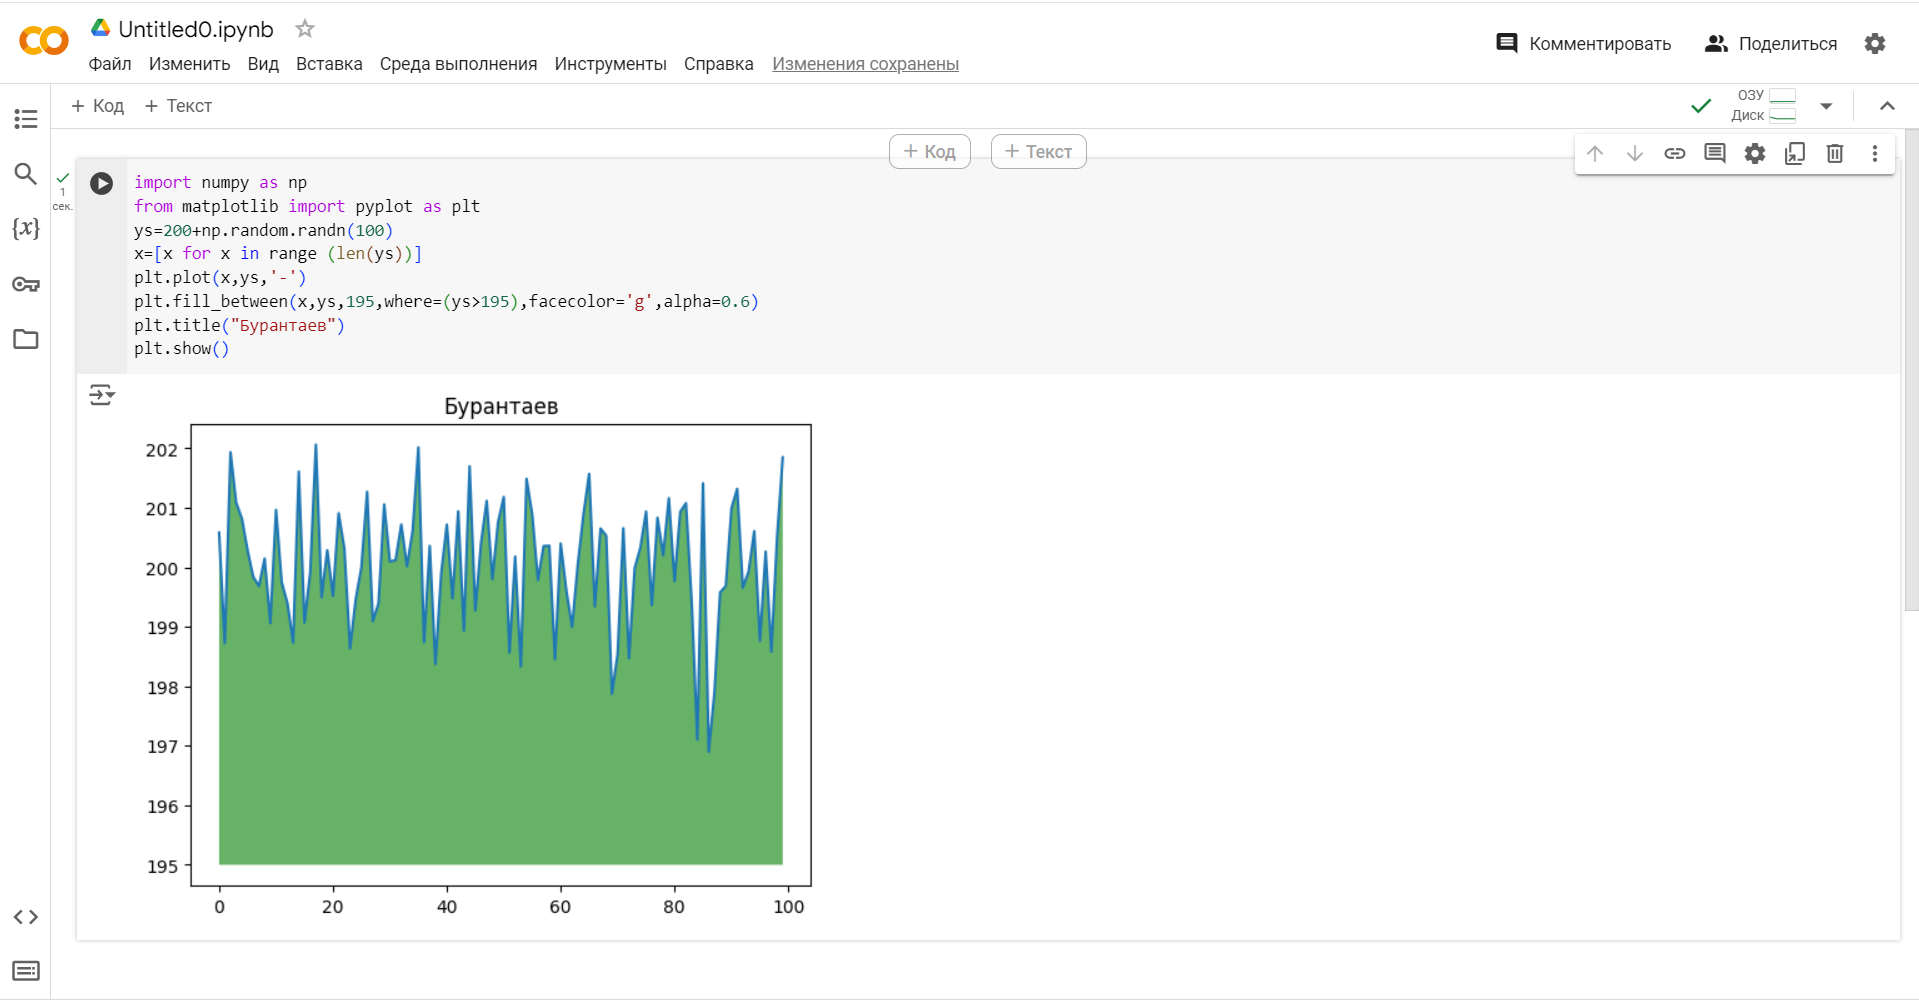 Untitled0.ipynb
Файл Изменить Вид Вставка Среда выполнения Инструменты Справка Изменения сохранены
Комментировать Поделиться
+ Код + Текст
ОЗУ
Диск
+ Код + Текст
1
сек.
import numpy as np
from matplotlib import pyplot as plt
ys=200+np.random.randn(100)
x=[x for x in range (len(ys))]
plt.plot(x,ys,'-')
plt.fill_between(x,ys,195,where=(ys>195),facecolor='g',alpha=0.6)
plt.title("Бурантаев")
plt.show()
{x}
Бурантаев
202
201
200
199
198
197
196
195
0 20 40 60 80 100